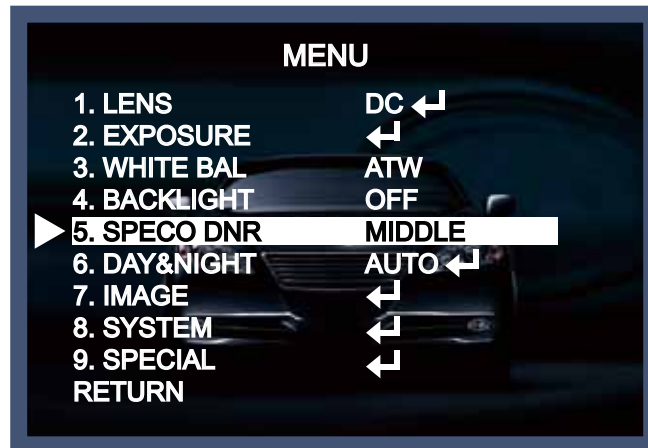 MENU
1. LENS DC
2. EXPOSURE
3. WHITE BAL ATW
4. BACKLIGHT OFF
5. SPECO DNR MIDDLE
6. DAY&NIGHT AUTO
7. IMAGE
8. SYSTEM
9. SPECIAL
RETURN